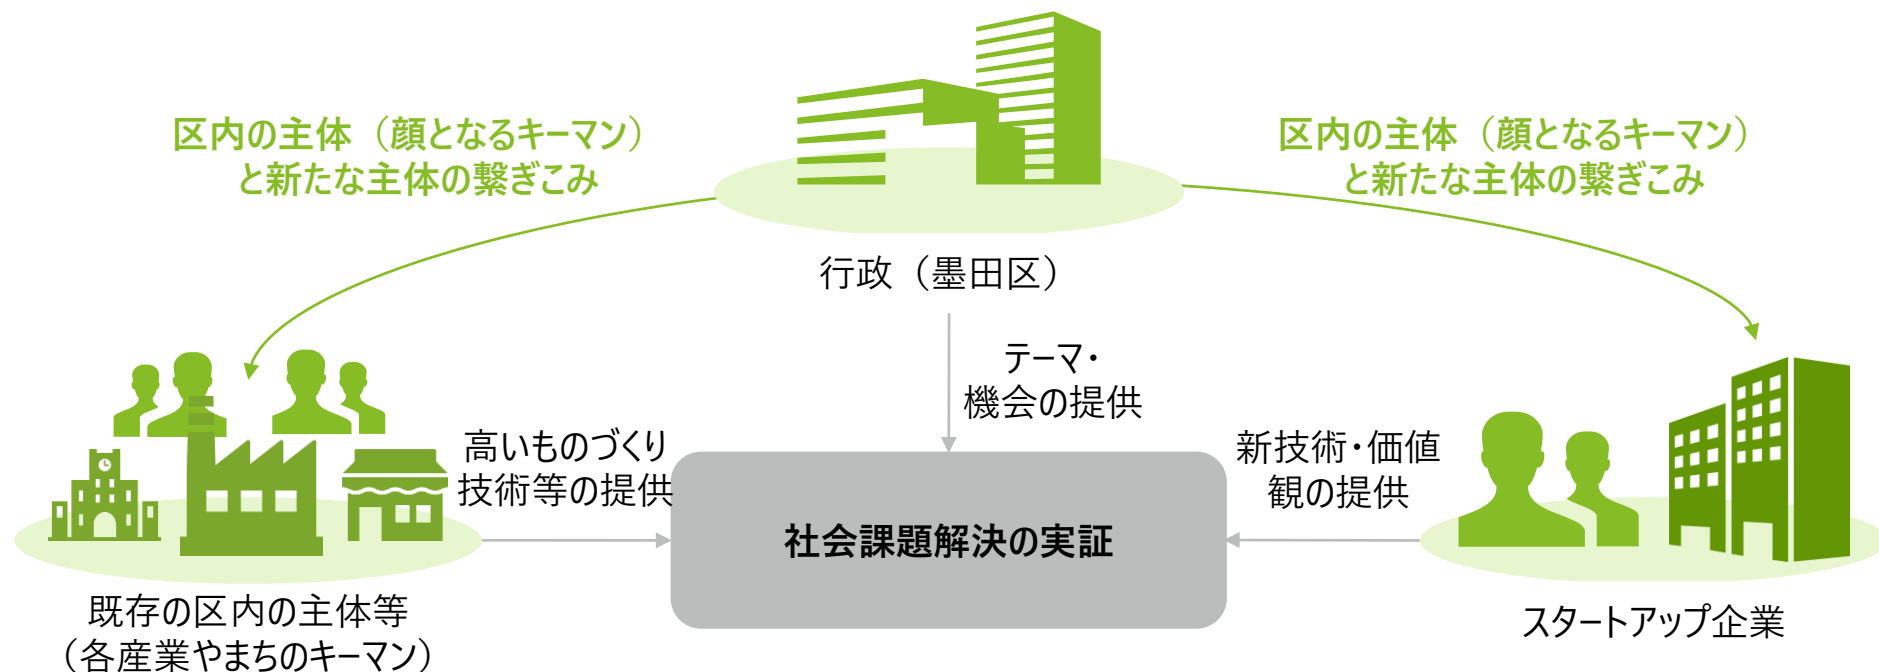 区内の主体（顔となるキーマン）
と新たな主体の繋ぎこみ
区内の主体（顔となるキーマン）
と新たな主体の繋ぎこみ
行政（墨田区）
テーマ・
機会の提供
高いものづくり
技術等の提供
新技術・価値
観の提供
社会課題解決の実証
既存の区内の主体等
（各産業やまちのキーマン）
スタートアップ企業